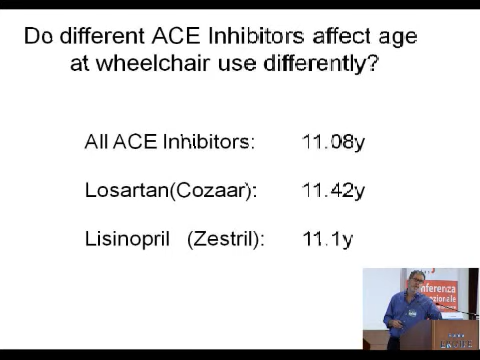 Do different ACE Inhibitors affect age
at wheelchair use differently?
All ACE Inhibitors: 11.08y
Losartan(Cozaar): 11.42y
Lisinopril (Zestril): 11.1y